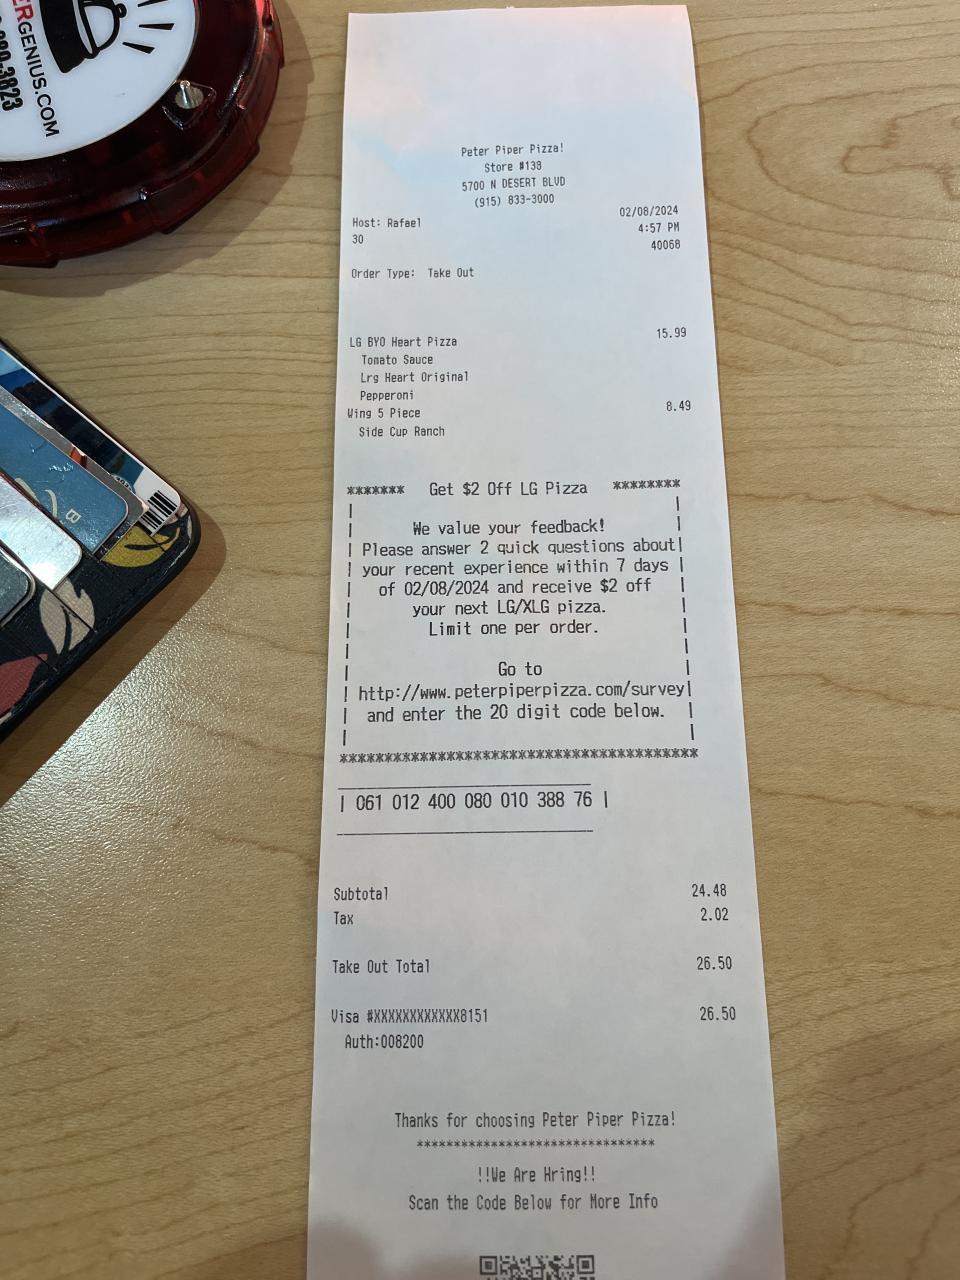 ERGENIUS.COM
Peter Piper Pizza!
Store #138
5700 N DESERT BLVD
(915) 833-3000
Host: Rafael 02/08/2024
30 4:57 PM
40068
Order Type: Take Out
LG BYO Heart Pizza 15.99
Tomato Sauce
Lrg Heart Original
Pepperoni
Wing 5 Piece 8.49
Side Cup Ranch
******* Get $2 Off LG Pizza ********
We value your feedback!
Please answer 2 quick questions about
your recent experience within 7 days
of 02/08/2024 and receive $2 off
your next LG/XLG pizza.
Limit one per order.
Go to
http://www.peterpiperpizza.com/survey
and enter the 20 digit code below.
****************************************
| 061 012 400 080 010 388 76 |
Subtotal 24.48
Tax 2.02
Take Out Total 26.50
Visa #XXXXXXXXXXXX8151 26.50
Auth:008200
Thanks for choosing Peter Piper Pizza!
********************************
!!We Are Hring!!
Scan the Code Below for More Info